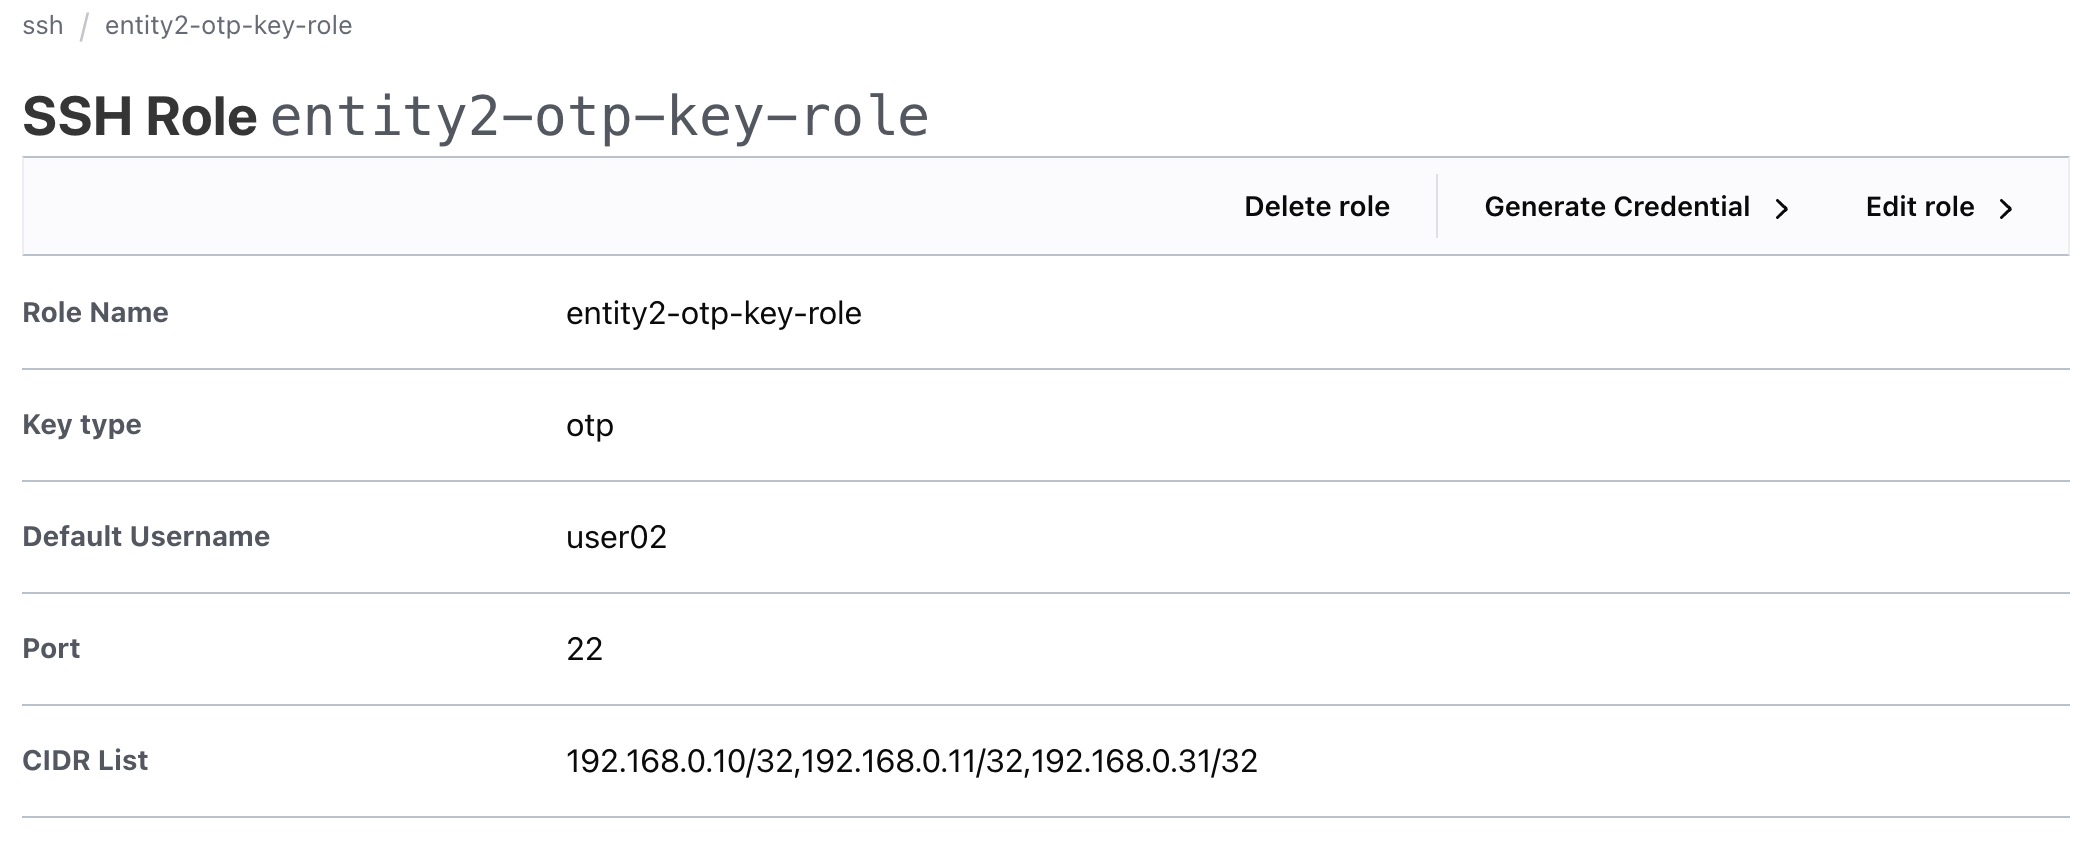 ssh / entity2-otp-key-role
SSH Role entity2-otp-key-role
Delete role Generate Credential Edit role
Role Name entity2-otp-key-role
Key type otp
Default Username user02
Port 22
CIDR List 192.168.0.10/32,192.168.0.11/32,192.168.0.31/32